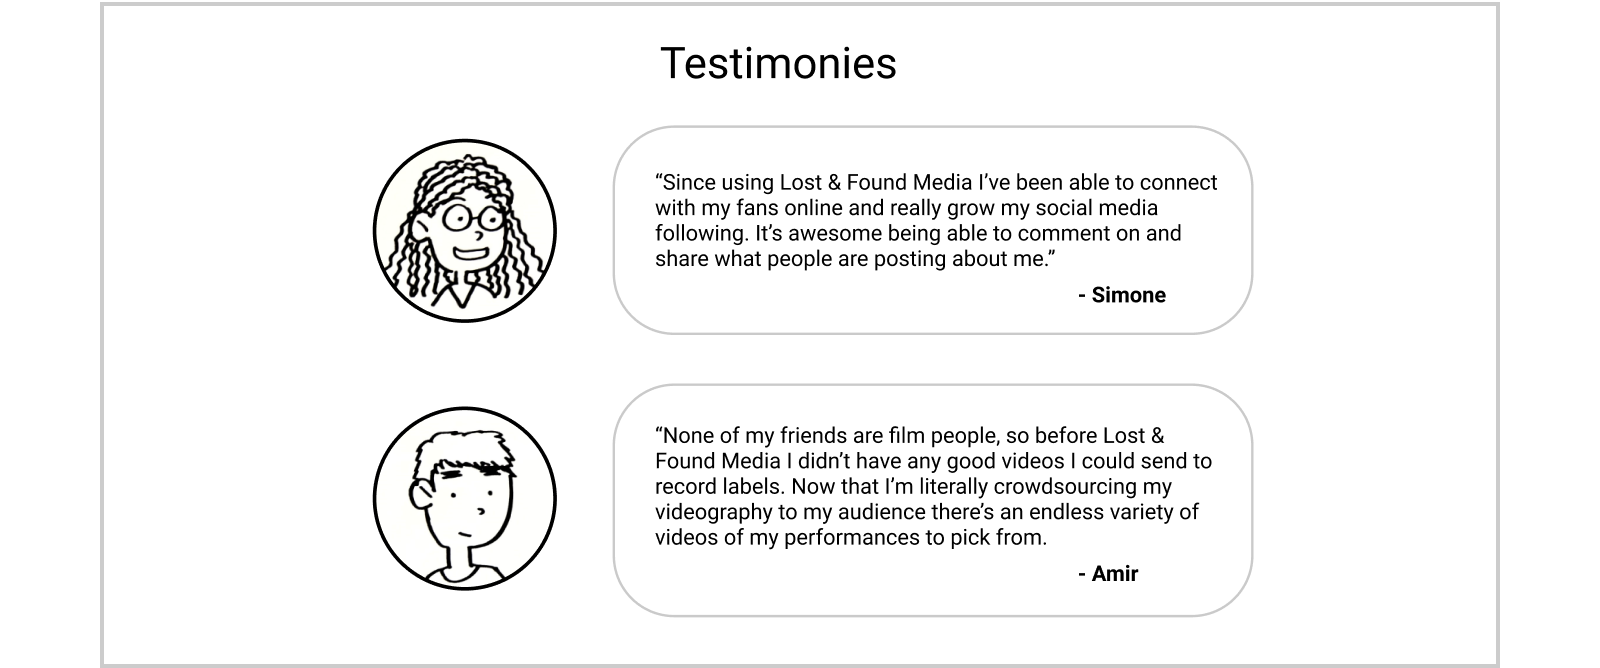 Testimonies
“Since using Lost & Found Media I’ve been able to connect
with my fans online and really grow my social media
following. It’s awesome being able to comment on and
share what people are posting about me.”
- Simone
“None of my friends are film people, so before Lost &
Found Media I didn’t have any good videos I could send to
record labels. Now that I’m literally crowdsourcing my
videography to my audience there’s an endless variety of
videos of my performances to pick from.
- Amir